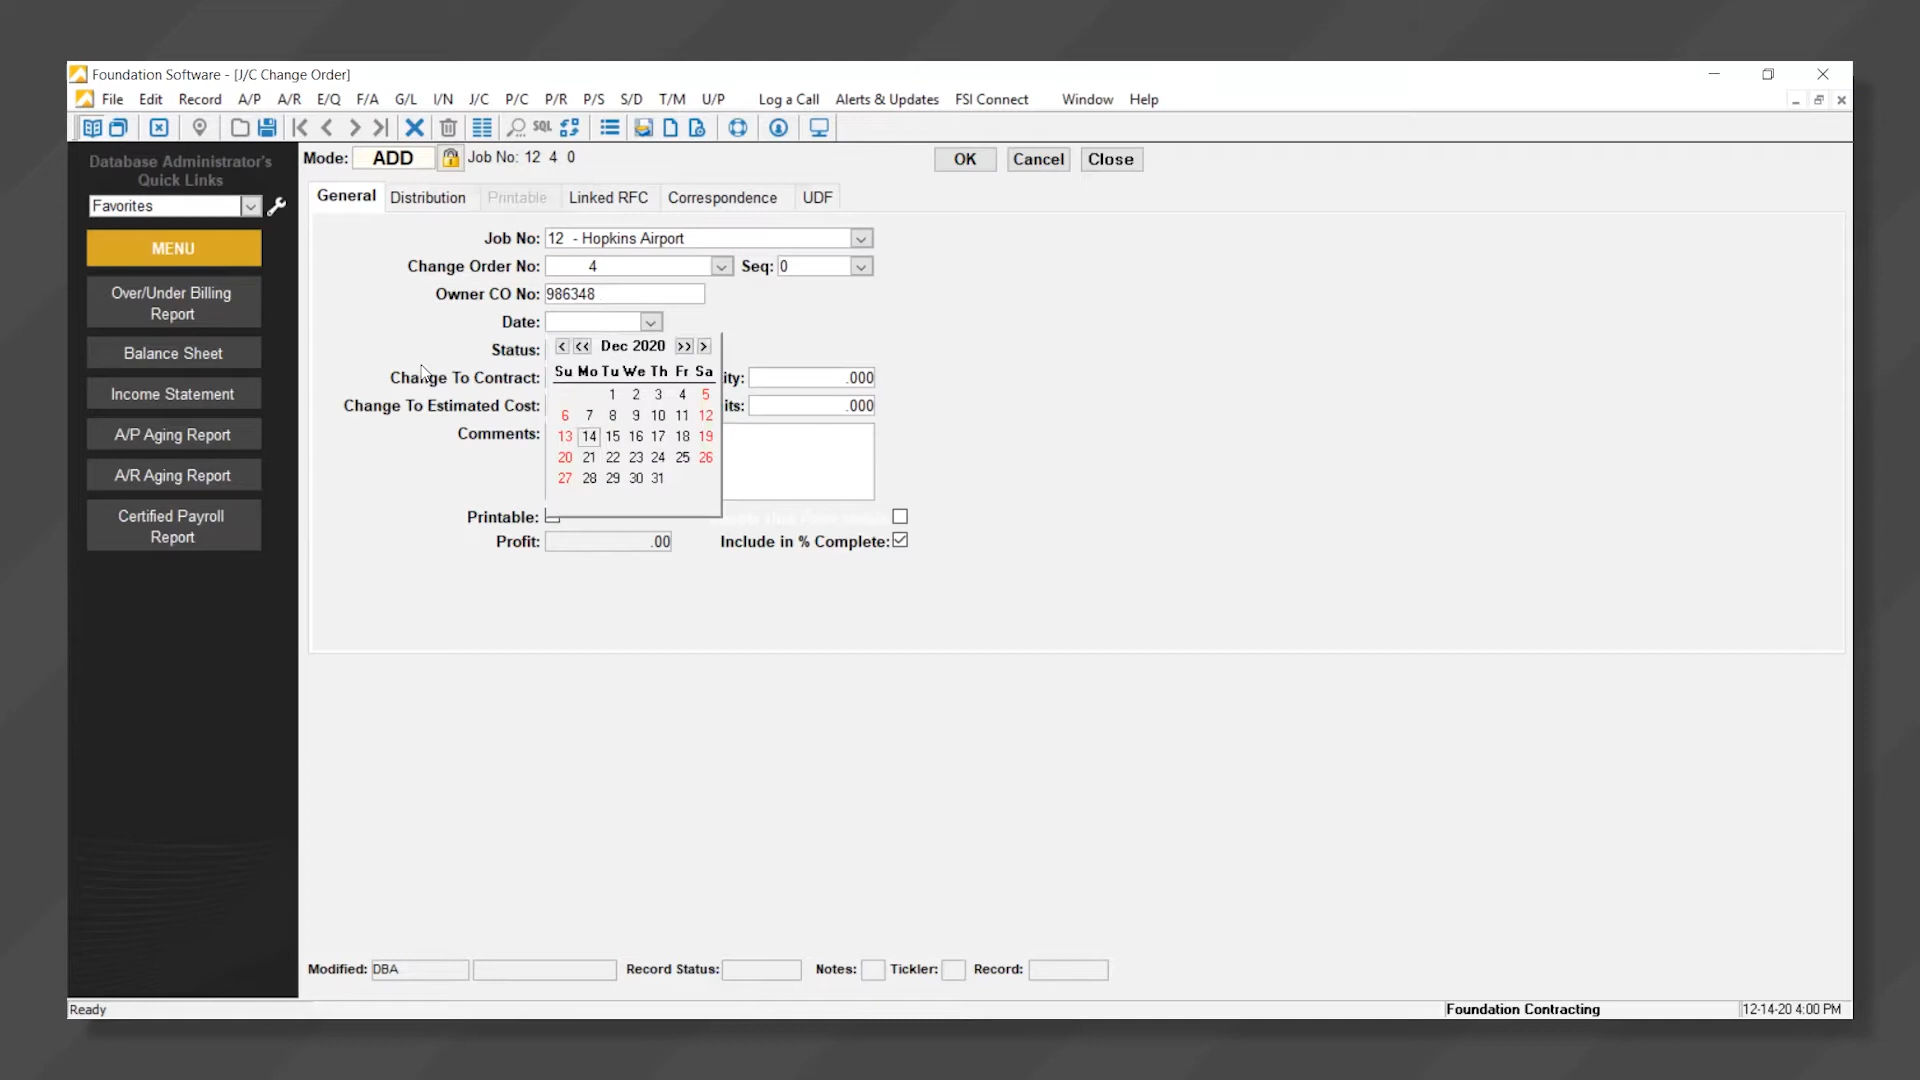 Foundation Software - [J/C Change Order]
File Edit Record A/P A/R E/Q F/A G/L I/N J/C P/C P/R P/S S/D T/M U/P Log a Call Alerts & Updates FSI Connect Window Help
SQL
Database Administrator's
Quick Links
Favorites
MENU
Over/Under Billing
Report
Balance Sheet
Income Statement
A/P Aging Report
A/R Aging Report
Certified Payroll
Report
Mode: ADD Job No: 12 4 0 OK Cancel Close
General Distribution Printable Linked RFC Correspondence UDF
Job No: 12 - Hopkins Airport
Change Order No: 4 Seq: 0
Owner CO No: 986348
Date:
Status:
Change To Contract: ity: .000
Change To Estimated Cost: its: .000
Comments:
< << Dec 2020 >> >
Su Mo Tu We Th Fr Sa
1 2 3 4 5
6 7 8 9 10 11 12
13 14 15 16 17 18 19
20 21 22 23 24 25 26
27 28 29 30 31
Printable:
Profit: .00 Include in % Complete:
Modified: DBA Record Status: Notes: Tickler: Record:
Ready Foundation Contracting 12-14-20 4:00 PM